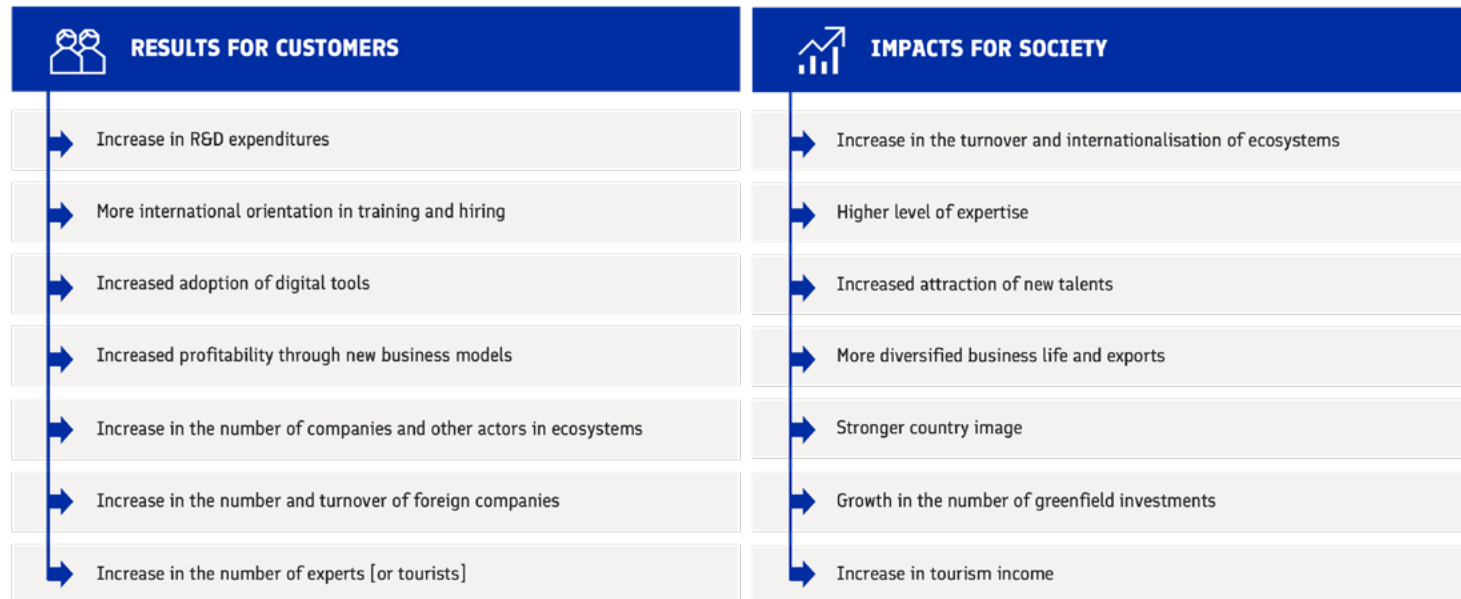 RESULTS FOR CUSTOMERS
Increase in R&D expenditures
More international orientation in training and hiring
Increased adoption of digital tools
Increased profitability through new business models
Increase in the number of companies and other actors in ecosystems
Increase in the number and turnover of foreign companies
Increase in the number of experts [or tourists]
IMPACTS FOR SOCIETY
Increase in the turnover and internationalisation of ecosystems
Higher level of expertise
Increased attraction of new talents
More diversified business life and exports
Stronger country image
Growth in the number of greenfield investments
Increase in tourism income